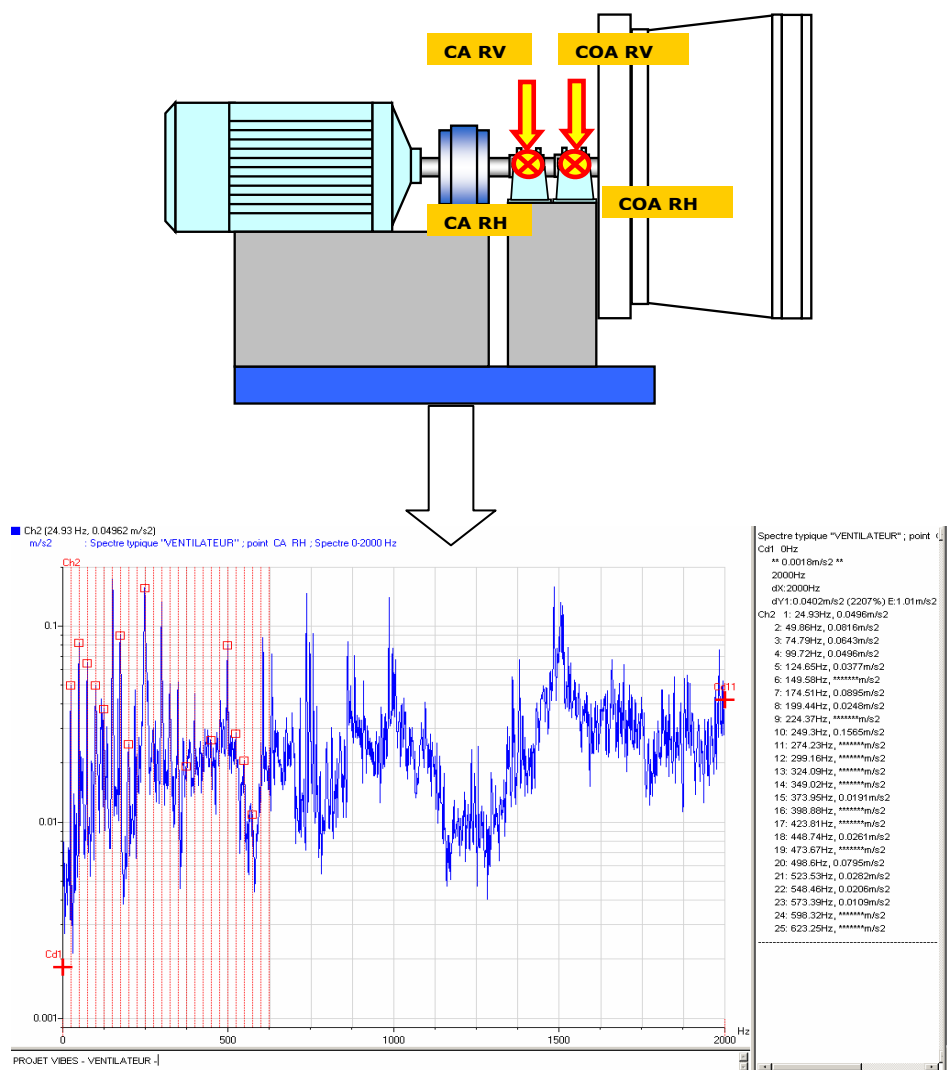 CA RV
COA RV
CA RH
COA RH
Ch2 (24.93 Hz, 0.04962 m/s2)
m/s2 : Spectre typique "VENTILATEUR" ; point CA RH ; Spectre 0-2000 Hz
Ch2
0.1
0.01
0.001
Cd1
0
500
1000
1500
2000
Hz
PROJET VIBES - VENTILATEUR -
Spectre typique "VENTILATEUR" ; point
Cd1 0Hz
** 0.0018m/s2 **
2000Hz
dX:2000Hz
dY1:0.0402m/s2 (2207%) E:1.01m/s2
Ch2 1: 24.93Hz, 0.0496m/s2
2: 49.86Hz, 0.0816m/s2
3: 74.79Hz, 0.0643m/s2
4: 99.72Hz, 0.0496m/s2
5: 124.65Hz, 0.0377m/s2
6: 149.58Hz, *******m/s2
7: 174.51Hz, 0.0895m/s2
8: 199.44Hz, 0.0248m/s2
9: 224.37Hz, *******m/s2
10: 249.3Hz, 0.1565m/s2
11: 274.23Hz, *******m/s2
12: 299.16Hz, *******m/s2
13: 324.09Hz, *******m/s2
14: 349.02Hz, *******m/s2
15: 373.95Hz, 0.0191m/s2
16: 398.88Hz, *******m/s2
17: 423.81Hz, *******m/s2
18: 448.74Hz, 0.0261m/s2
19: 473.67Hz, *******m/s2
20: 498.6Hz, 0.0795m/s2
21: 523.53Hz, 0.0282m/s2
22: 548.46Hz, 0.0206m/s2
23: 573.39Hz, 0.0109m/s2
24: 598.32Hz, *******m/s2
25: 623.25Hz, *******m/s2